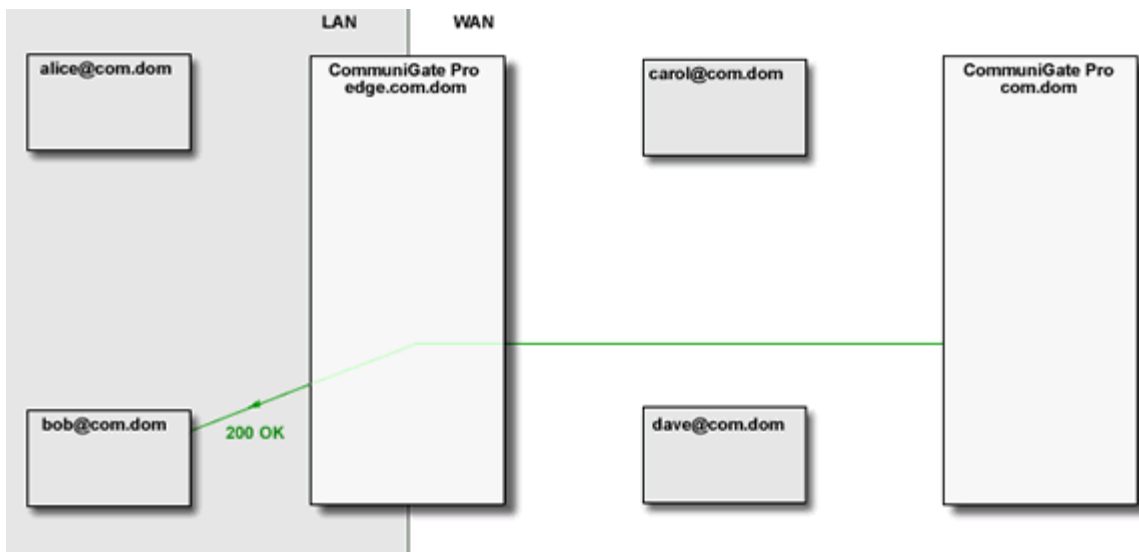 LAN
WAN
alice@com.dom
CommuniGate Pro
edge.com.dom
carol@com.dom
CommuniGate Pro
com.dom
bob@com.dom
200 OK
dave@com.dom